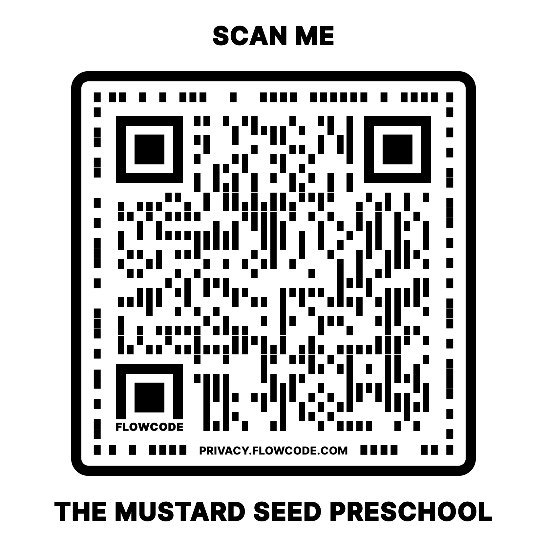 SCAN ME
FLOWCODE
PRIVACY.FLOWCODE.COM
THE MUSTARD SEED PRESCHOOL